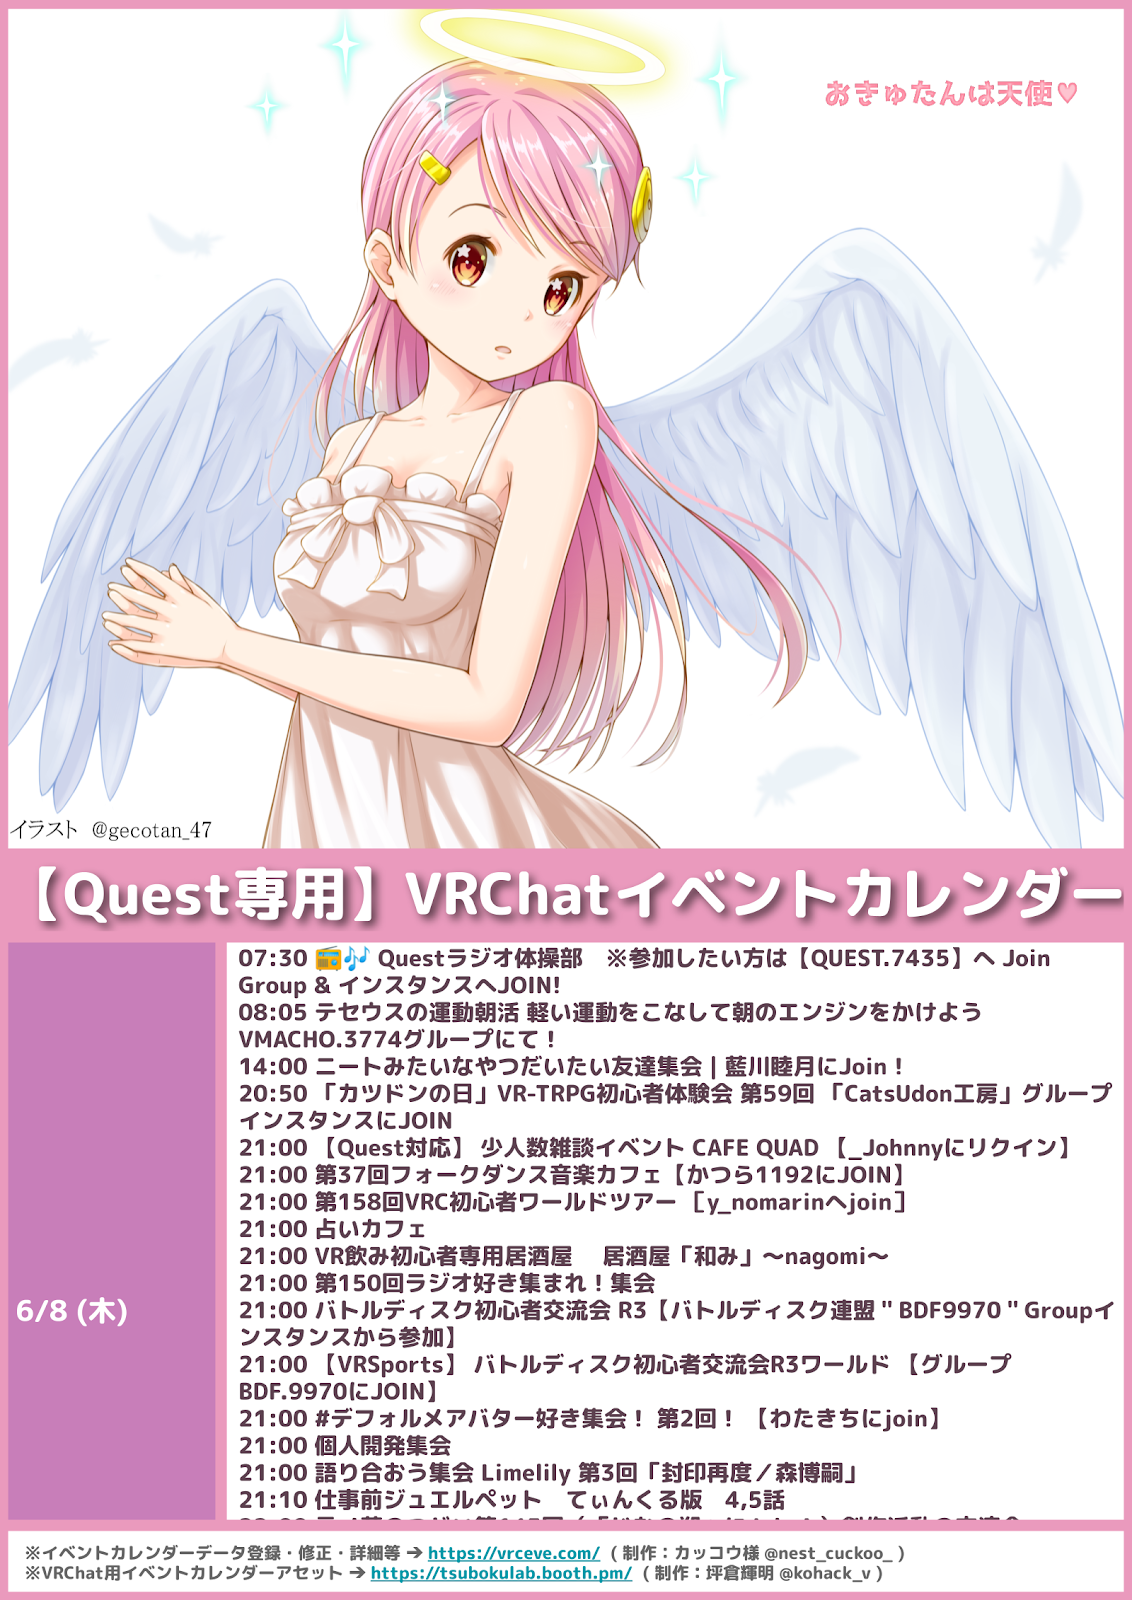 おきゅたんは天使♥
イラスト @gecotan_47
【Quest専用】VRChatイベントカレンダー
6/8 (木)
07:30 📻🎶 Questラジオ体操部 ※参加したい方は【QUEST.7435】へ Join
Group & インスタンスへJOIN!
08:05 テセウスの運動朝活 軽い運動をこなして朝のエンジンをかけよう
VMACHO.3774グループにて！
14:00 ニートみたいなやつだいたい友達集会 | 藍川睦月にJoin！
20:50 「カツドンの日」VR-TRPG初心者体験会 第59回 「CatsUdon工房」グループ
インスタンスにJOIN
21:00 【Quest対応】 少人数雑談イベント CAFE QUAD 【_Johnnyにリクイン】
21:00 第37回フォークダンス音楽カフェ【かつら1192にJOIN】
21:00 第158回VRC初心者ワールドツアー ［y_nomarinへjoin］
21:00 占いカフェ
21:00 VR飲み初心者専用居酒屋 居酒屋「和み」～nagomi～
21:00 第150回ラジオ好き集まれ！集会
21:00 バトルディスク初心者交流会 R3【バトルディスク連盟＂BDF9970＂Groupイ
ンスタンスから参加】
21:00 【VRSports】 バトルディスク初心者交流会R3ワールド 【グループ
BDF.9970にJOIN】
21:00 #デフォルメアバター好き集会！ 第2回！ 【わたきちにjoin】
21:00 個人開発集会
21:00 語り合おう集会 Limelily 第3回「封印再度／森博嗣」
21:10 仕事前ジュエルペット てぃんくる版 4,5話
※イベントカレンダーデータ登録・修正・詳細等 ➔ https://vrceve.com/ （制作：カッコウ様 @nest_cuckoo_ ）
※VRChat用イベントカレンダーアセット ➔ https://tsubokulab.booth.pm/ （制作：坪倉輝明 @kohack_v ）